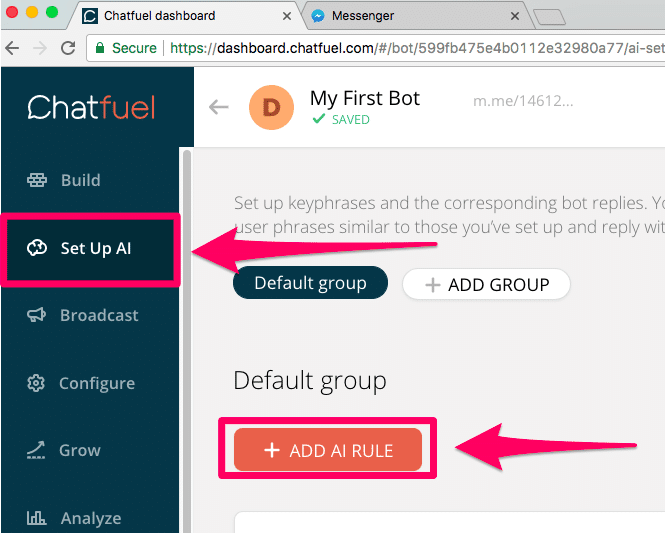 Chatfuel dashboard
Messenger
Secure https://dashboard.chatfuel.com/#/bot/599fb475e4b0112e32980a77/ai-set
Chatfuel
D
My First Bot
m.me/14612...
SAVED
Build
Set Up AI
Broadcast
Configure
Grow
Analyze
Set up keyphrases and the corresponding bot replies. Yo
user phrases similar to those you've set up and reply wit
Default group
+ ADD GROUP
Default group
+ ADD AI RULE